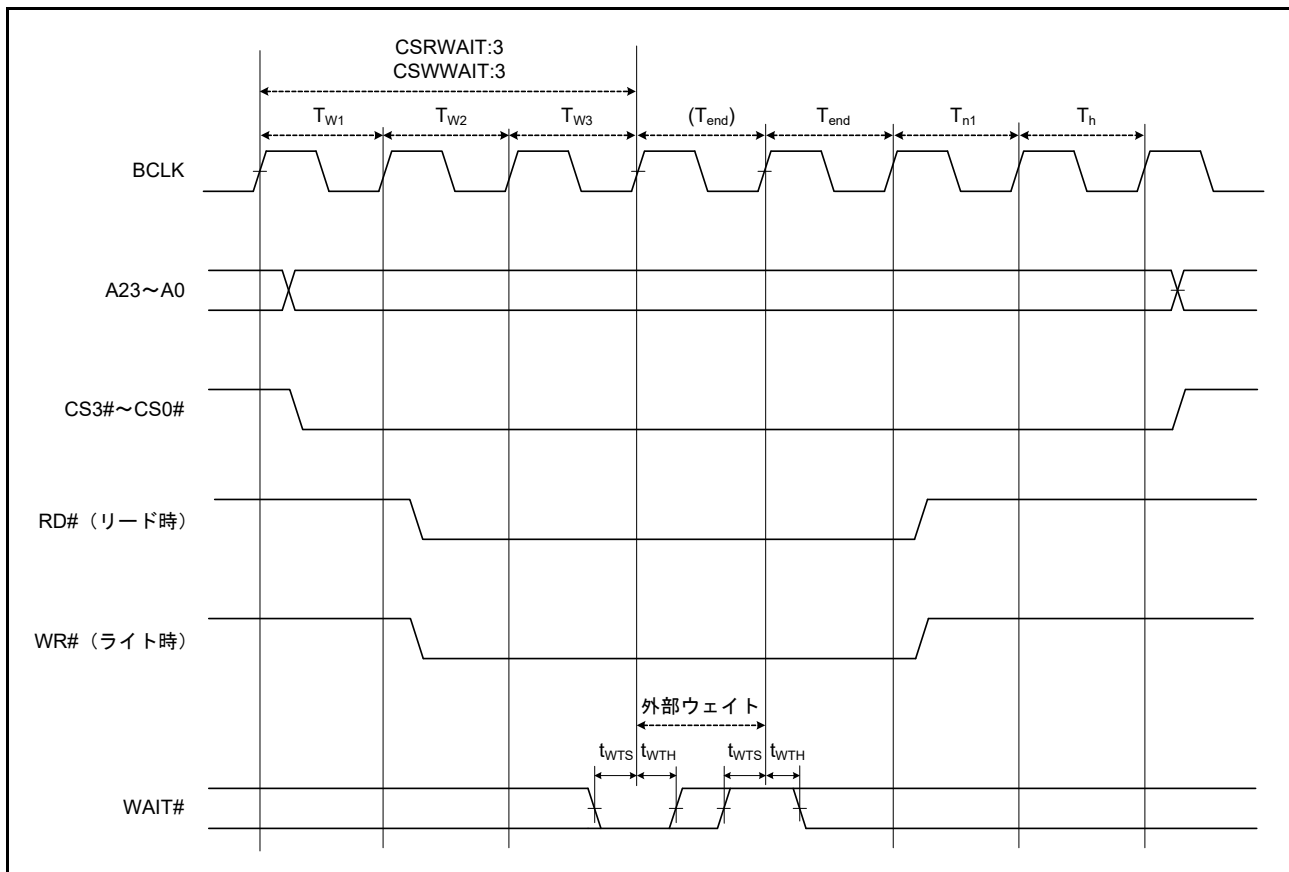 CSRWAIT:3
CSWWAIT:3
TW1 TW2 TW3 (Tend) Tend Tn1 Th
BCLK
A23～A0
CS3#～CS0#
RD#（リード時）
WR#（ライト時）
外部ウェイト
tWTS tWTH tWTS tWTH
WAIT#